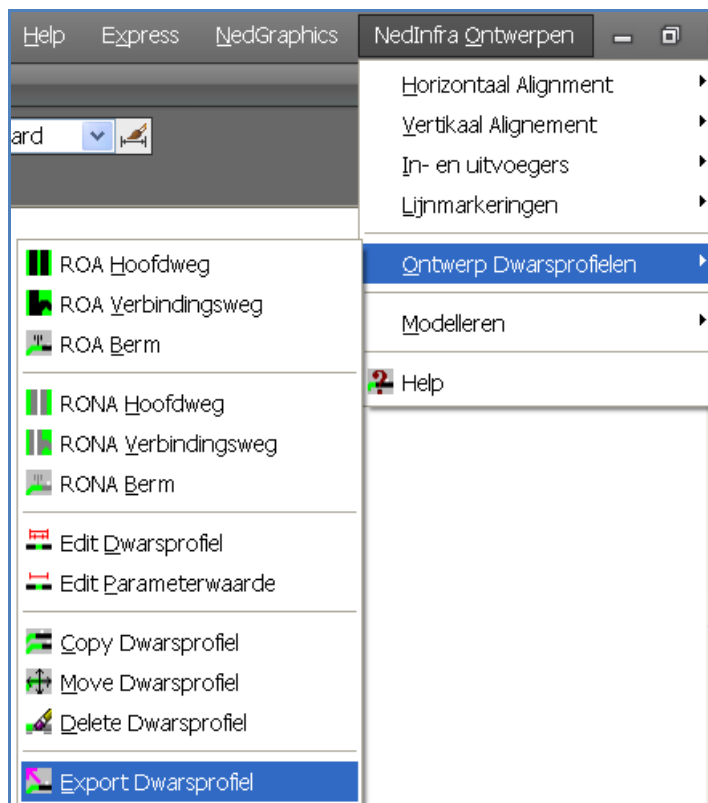 Help Express NedGraphics NedInfra Ontwerpen
Horizontaal Alignment
ard
Vertikaal Alignement
In- en uitvoegers
Lijnmarkeringen
Ontwerp Dwarsprofielen
Modelleren
Help
ROA Hoofdweg
ROA Verbindingsweg
ROA Berm
RONA Hoofdweg
RONA Verbindingsweg
RONA Berm
Edit Dwarsprofiel
Edit Parameterwaarde
Copy Dwarsprofiel
Move Dwarsprofiel
Delete Dwarsprofiel
Export Dwarsprofiel